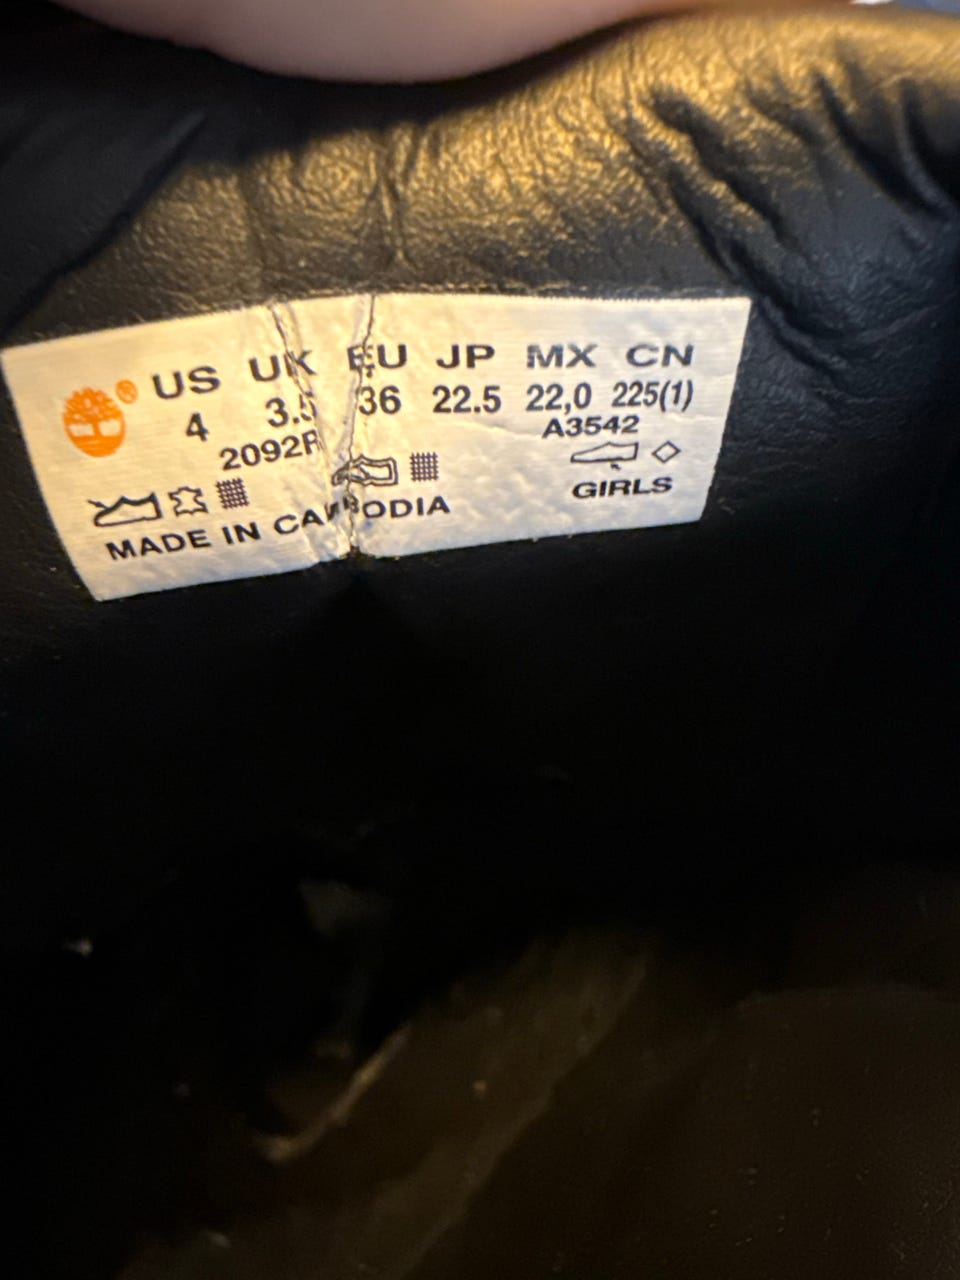 US UK EU JP MX CN
4 3.5 36 22.5 22,0 225(1)
2092R A3542
GIRLS
MADE IN CAMBODIA
®